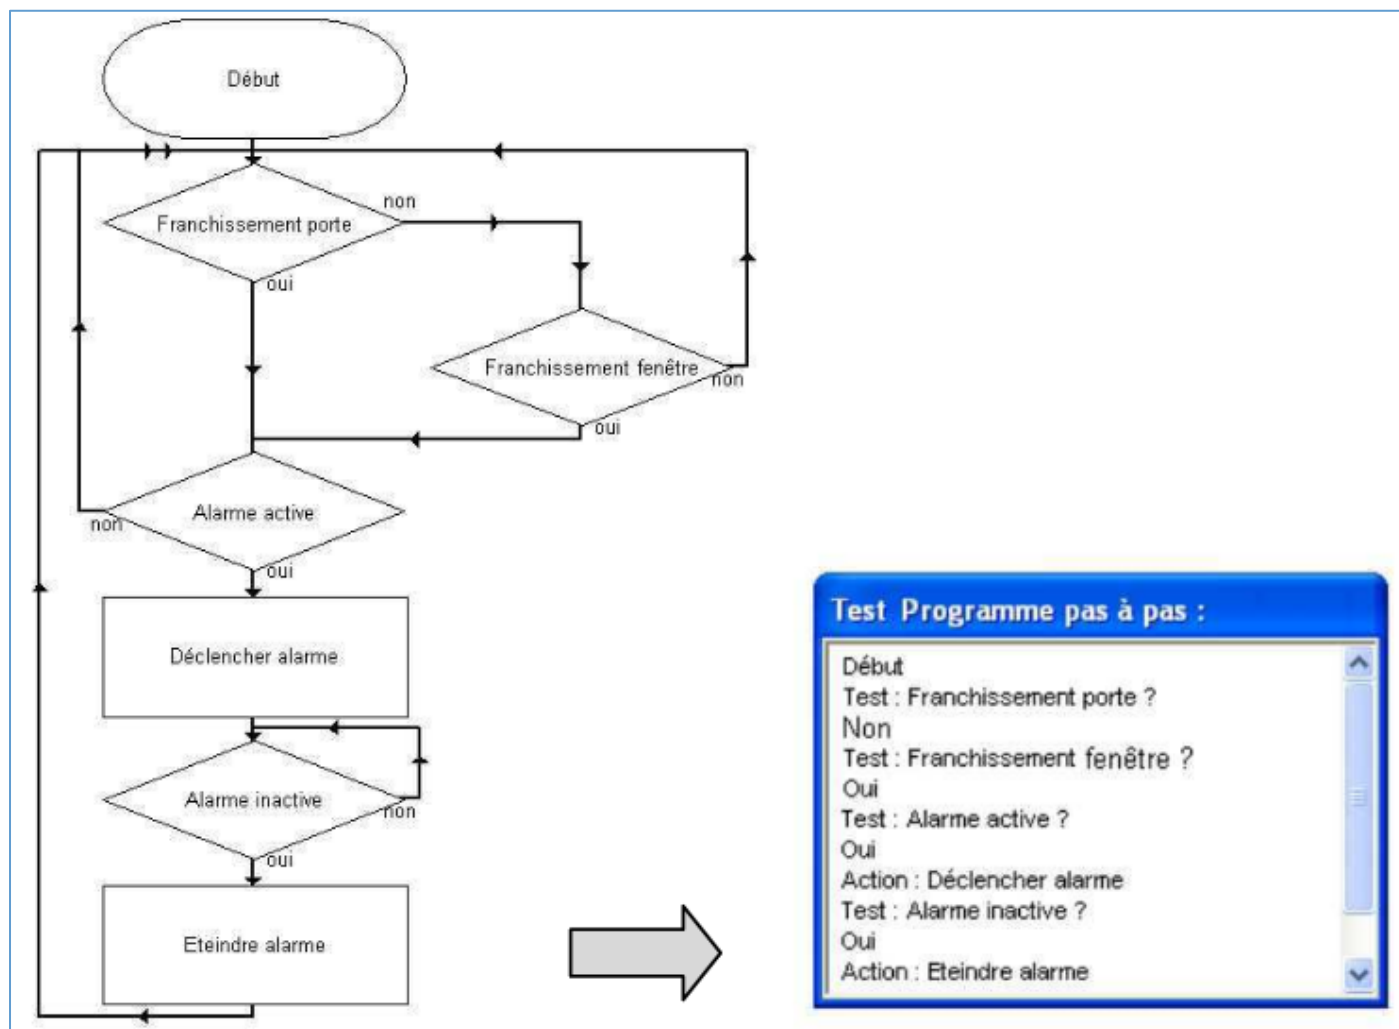 Début
Franchissement porte
non
oui
Franchissement fenêtre
non
oui
Alarme active
non
oui
Déclencher alarme
Alarme inactive
non
oui
Eteindre alarme
Test Programme pas à pas :
Début
Test : Franchissement porte ?
Non
Test : Franchissement fenêtre ?
Oui
Test : Alarme active ?
Oui
Action : Déclencher alarme
Test : Alarme inactive ?
Oui
Action : Eteindre alarme